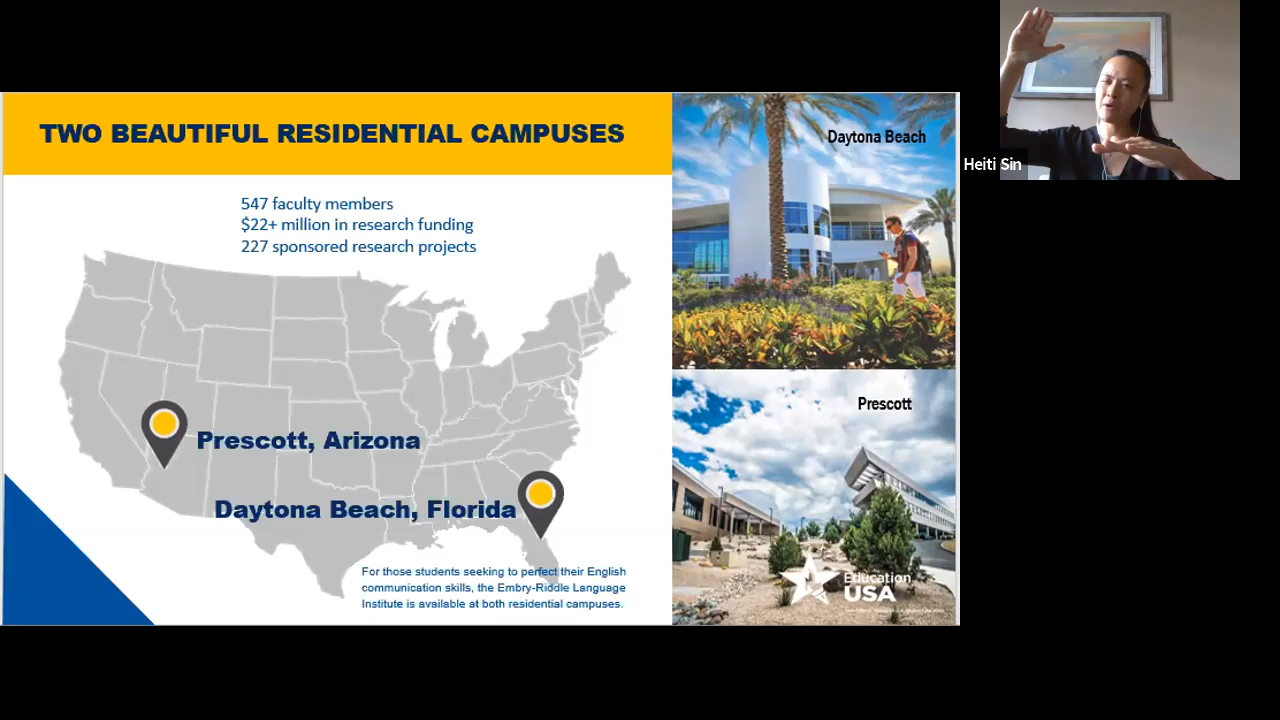 TWO BEAUTIFUL RESIDENTIAL CAMPUSES
547 faculty members
$22+ million in research funding
227 sponsored research projects
Prescott, Arizona
Daytona Beach, Florida
For those students seeking to perfect their English
communication skills, the Embry-Riddle Language
Institute is available at both residential campuses.
Daytona Beach
Prescott
Education
USA
Heiti Sin